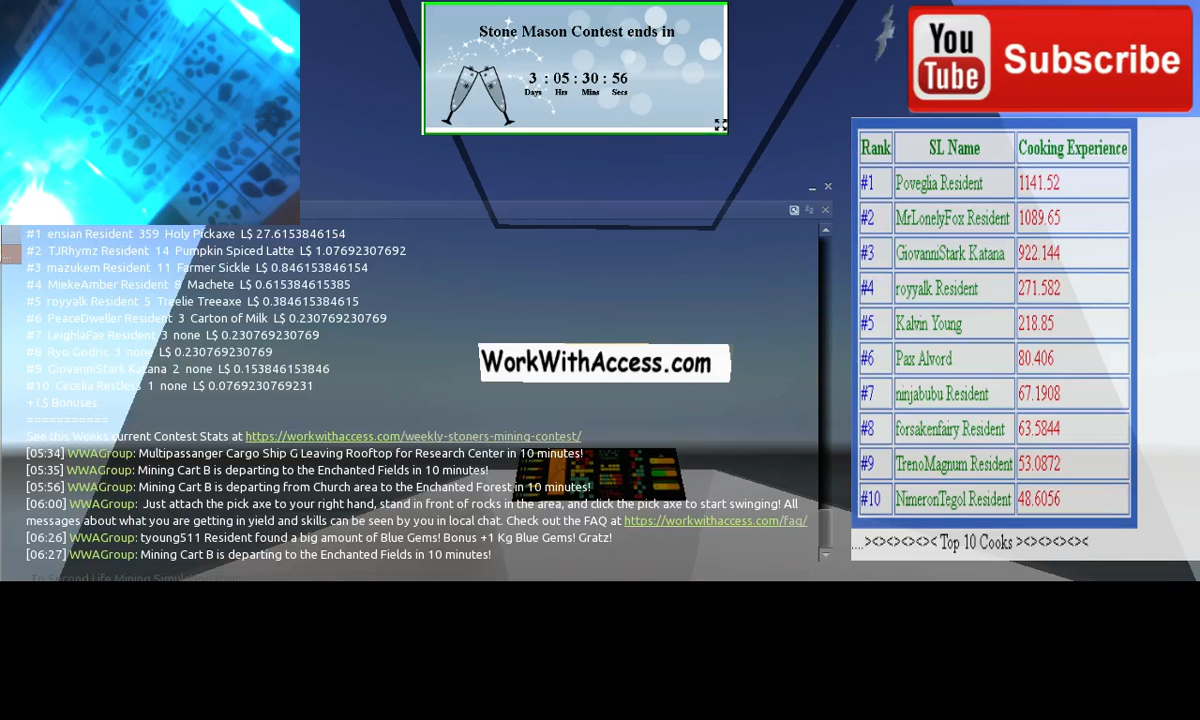 Stone Mason Contest ends in
3 : 05 : 30 : 56
Days Hrs Mins Secs
You
Tube
Subscribe
Rank SL Name Cooking Experience
#1 Poveglia Resident 1141.52
#2 MrLonelyFox Resident 1089.65
#3 GiovanniStark Katana 922.144
#4 royyalk Resident 271.582
#5 Kalvin Young 218.85
#6 Pax Alvord 80.406
#7 ninjabubu Resident 67.1908
#8 forsakenfairy Resident 63.5844
#9 TrenoMagnum Resident 53.0872
#10 NimeronTegol Resident 48.6056
....><><><><>< Top 10 Cooks ><><><><><
#1 ensian Resident 359 Holy Pickaxe L$ 27.6153846154
#2 TJRhymz Resident 14 Pumpkin Spiced Latte L$ 1.07692307692
#3 mazukem Resident 11 Farmer Sickle L$ 0.846153846154
#4 MiekeAmber Resident 8 Machete L$ 0.615384615385
#5 royyalk Resident 5 Treelie Treeaxe L$ 0.384615384615
#6 PeaceDweller Resident 3 Carton of Milk L$ 0.230769230769
#7 LeighlaFae Resident 3 none L$ 0.230769230769
#8 Ryo Godric 3 none L$ 0.230769230769
#9 GiovanniStark Katana 2 none L$ 0.153846153846
#10 Cecelia Restless 1 none L$ 0.0769230769231
+ L$ Bonuses
===========
See this Weeks current Contest Stats at https://workwithaccess.com/weekly-stoners-mining-contest/
[05:34] WWAGroup: Multipassanger Cargo Ship G Leaving Rooftop for Research Center in 10 minutes!
[05:35] WWAGroup: Mining Cart B is departing to the Enchanted Fields in 10 minutes!
[05:56] WWAGroup: Mining Cart B is departing from Church area to the Enchanted Forest in 10 minutes!
[06:00] WWAGroup: Just attach the pick axe to your right hand, stand in front of rocks in the area, and click the pick axe to start swinging! All
messages about what you are getting in yield and skills can be seen by you in local chat. Check out the FAQ at https://workwithaccess.com/faq/
[06:26] WWAGroup: tyoung511 Resident found a big amount of Blue Gems! Bonus +1 Kg Blue Gems! Gratz!
[06:27] WWAGroup: Mining Cart B is departing to the Enchanted Fields in 10 minutes!
To Second Life Mining Simulator
WorkWithAccess.com